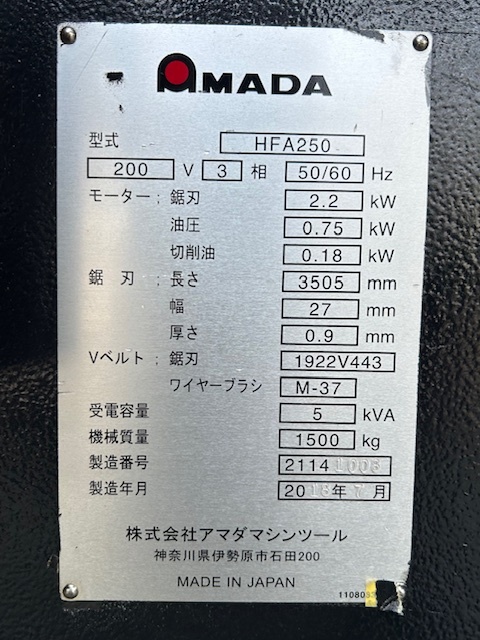 AMADA
型式 HFA250
200 V 3 相 50/60 Hz
モーター: 鋸刃 2.2 kW
油圧 0.75 kW
切削油 0.18 kW
鋸刃: 長さ 3505 mm
幅 27 mm
厚さ 0.9 mm
Vベルト: 鋸刃 1922V443
ワイヤーブラシ M-37
受電容量 5 kVA
機械質量 1500 kg
製造番号 2114
製造年月 20 年 月
株式会社アマダマシンツール
神奈川県伊勢原市石田200
MADE IN JAPAN